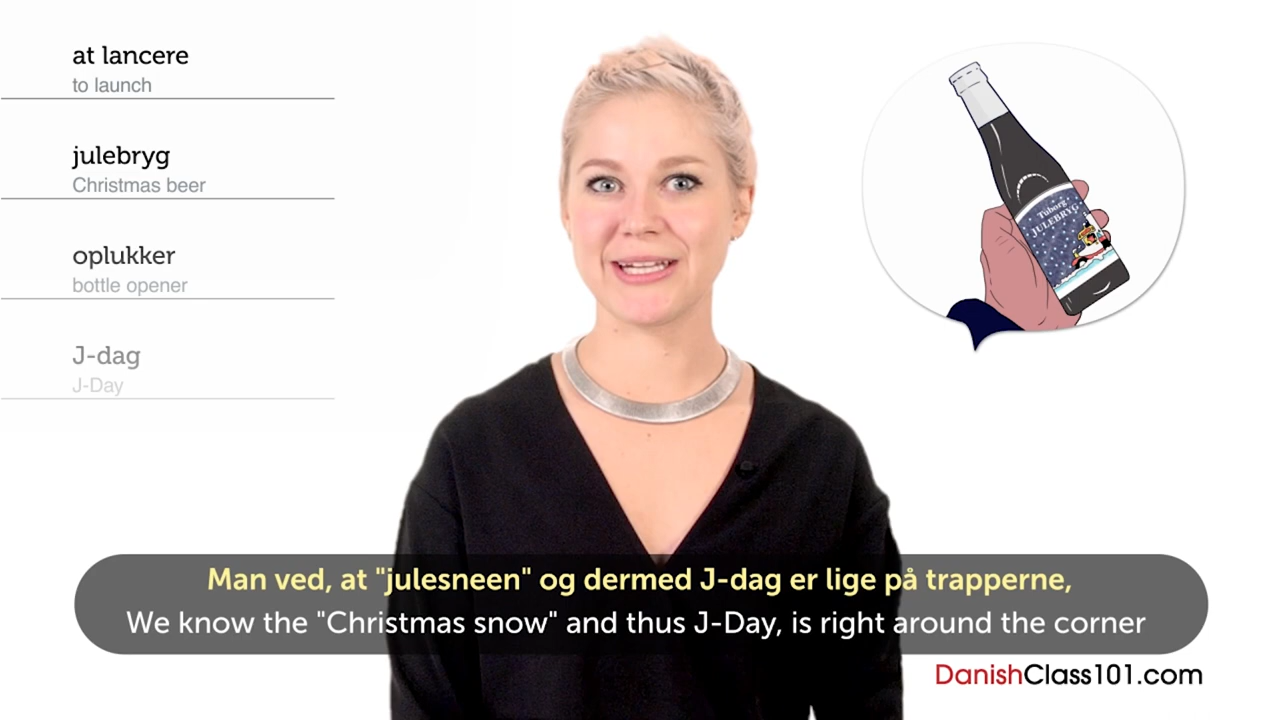 at lancere
to launch
julebryg
Christmas beer
oplukker
bottle opener
J-dag
J-Day
Tuborg
JULEBRYG
Man ved, at "julesneen" og dermed J-dag er lige på trapperne,
We know the "Christmas snow" and thus J-Day, is right around the corner
DanishClass101.com